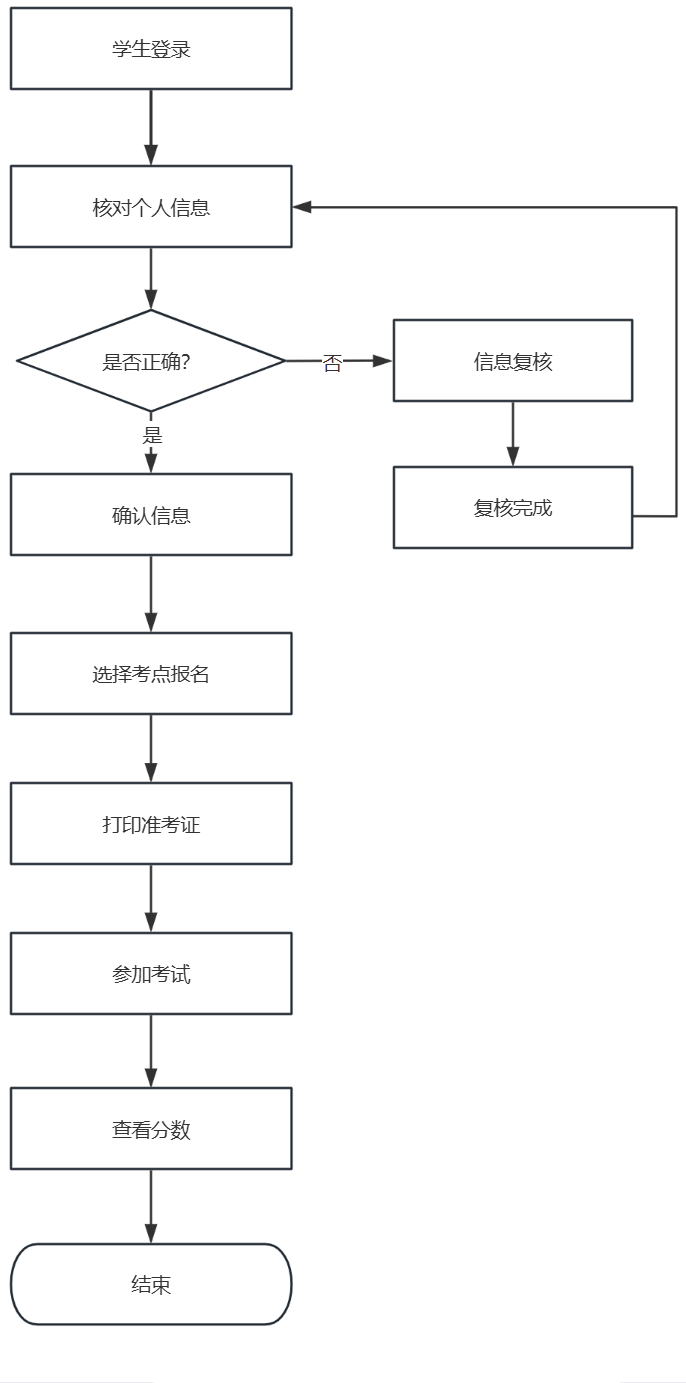 学生登录
核对个人信息
是否正确?
否
信息复核
是
复核完成
确认信息
选择考点报名
打印准考证
参加考试
查看分数
结束